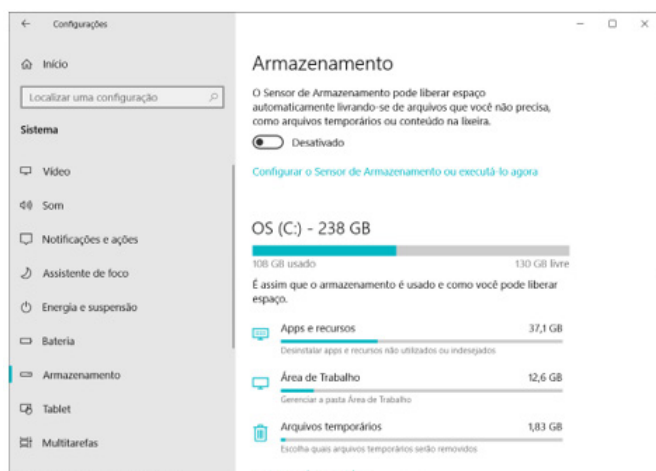 Configurações
Início
Localizar uma configuração
Sistema
Vídeo
Som
Notificações e ações
Assistente de foco
Energia e suspensão
Bateria
Armazenamento
Tablet
Multitarefas
Armazenamento
O Sensor de Armazenamento pode liberar espaço
automaticamente livrando-se de arquivos que você não precisa,
como arquivos temporários ou conteúdo na lixeira.
Desativado
Configurar o Sensor de Armazenamento ou executá-lo agora
OS (C:) - 238 GB
108 GB usado 130 GB livre
É assim que o armazenamento é usado e como você pode liberar
espaço.
Apps e recursos 37,1 GB
Desinstalar apps e recursos não utilizados ou indesejados
Área de Trabalho 12,6 GB
Gerenciar a pasta Área de Trabalho
Arquivos temporários 1,83 GB
Escolha quais arquivos temporários serão removidos